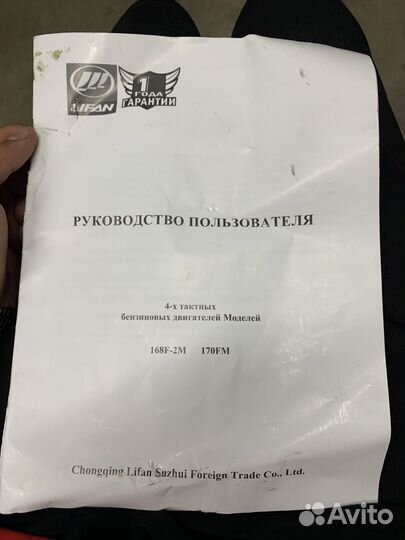 LIFAN
1
ГОДА
ГАРАНТИИ
РУКОВОДСТВО ПОЛЬЗОВАТЕЛЯ
4-х тактных
бензиновых двигателей Моделей
168F-2M 170FM
Chongqing Lifan Suzhui Foreign Trade Co., Ltd.
Avito